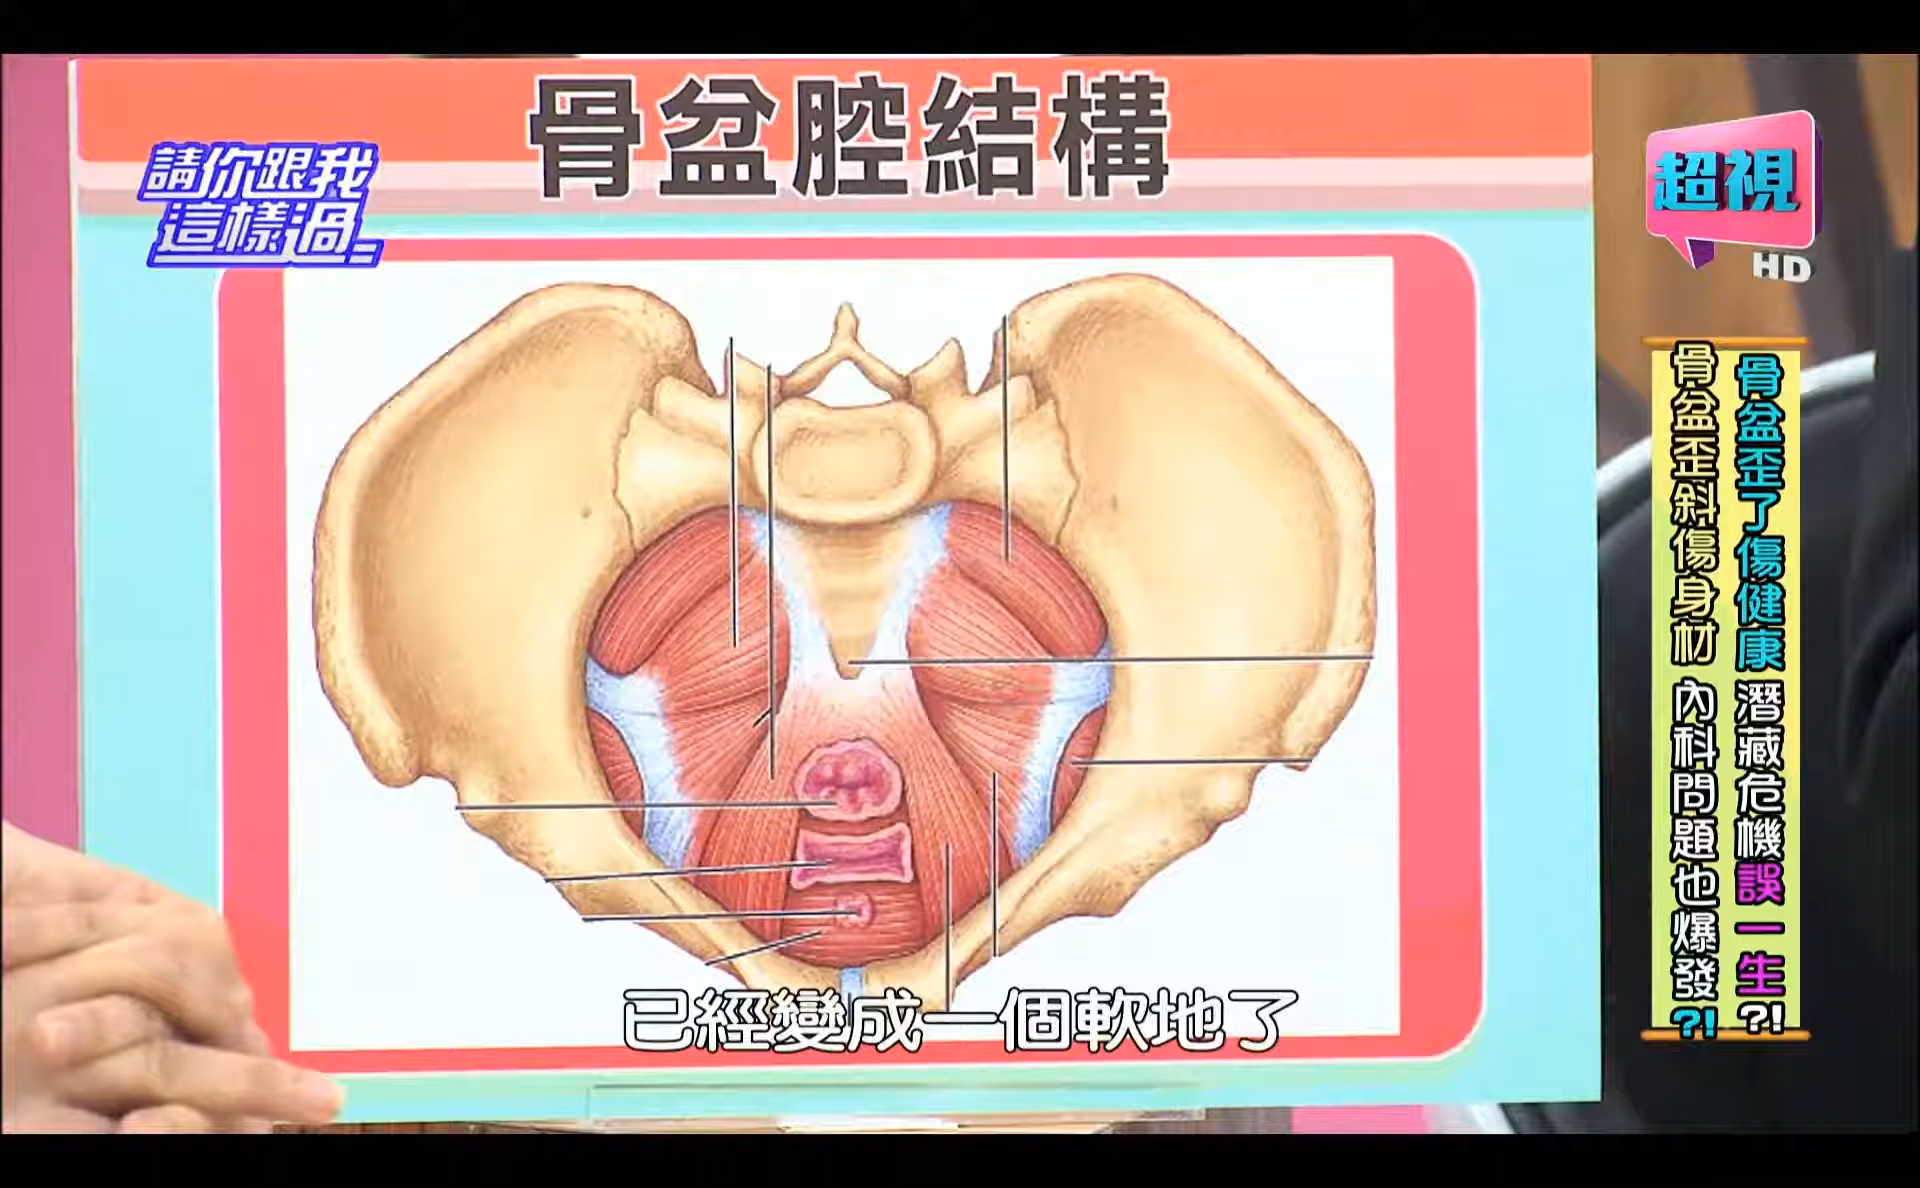 骨盆腔結構
請你跟我
這樣過
超視
HD
骨盆歪了傷健康 潛藏危機誤一生?!
骨盆歪斜傷身材 內科問題也爆發?!
已經變成一個軟地了